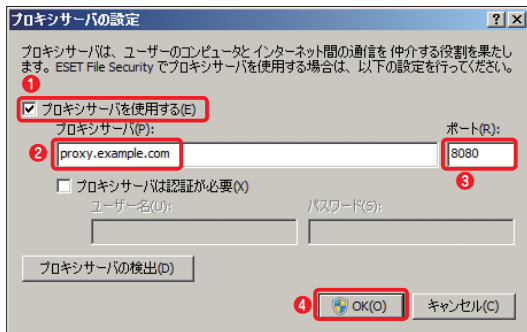 プロキシサーバの設定
プロキシサーバは、ユーザーのコンピュータとインターネット間の通信を仲介する役割を果たし
ます。ESET File Security でプロキシサーバを使用する場合は、以下の設定を行ってください。
1
プロキシサーバを使用する(E)
プロキシサーバ(P): ポート(R):
2 proxy.example.com 8080
3
プロキシサーバは認証が必要(X)
ユーザー名(U): パスワード(S):
プロキシサーバの検出(D)
4 OK(O) キャンセル(C)